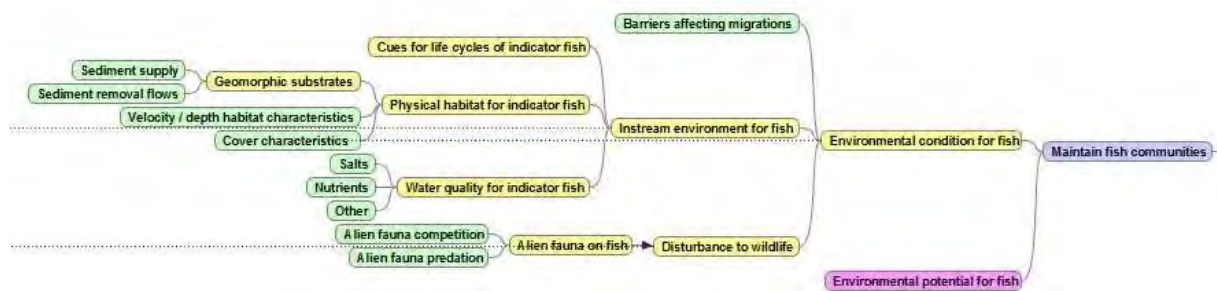 Barriers affecting migrations
Cues for life cycles of indicator fish
Sediment supply
Geomorphic substrates
Sediment removal flows
Physical habitat for indicator fish
Velocity / depth habitat characteristics
Instream environment for fish
Cover characteristics
Environmental condition for fish
Maintain fish communities
Salts
Nutrients
Water quality for indicator fish
Other
Alien fauna competition
Alien fauna on fish
Disturbance to wildlife
Alien fauna predation
Environmental potential for fish